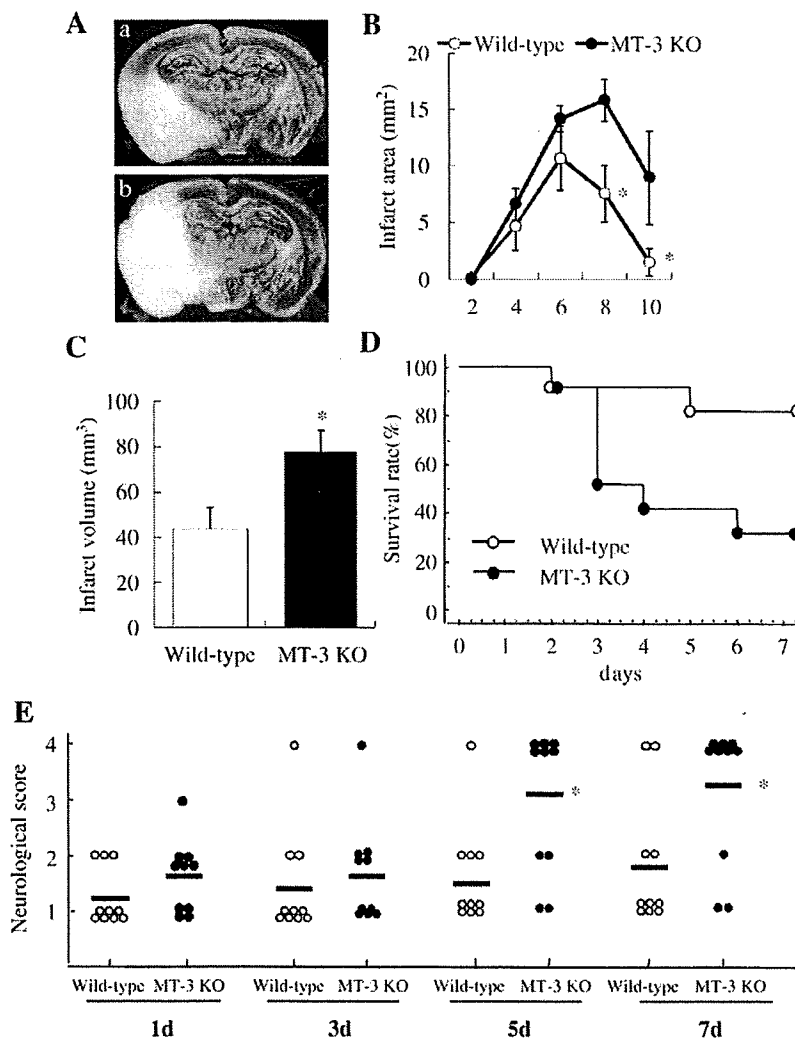 A
a
b
B
Wild-type MT-3 KO
Infarct area (mm²)
20
15
10
5
0
*
*
2 4 6 8 10
C
Infarct volume (mm³)
100
80
60
40
20
0
*
Wild-type MT-3 KO
D
Survival rate(%)
100
80
60
40
20
0
Wild-type
MT-3 KO
0 1 2 3 4 5 6 7
days
E
Neurological score
4
3
2
1
*
*
Wild-type MT-3 KO Wild-type MT-3 KO Wild-type MT-3 KO Wild-type MT-3 KO
1d 3d 5d 7d